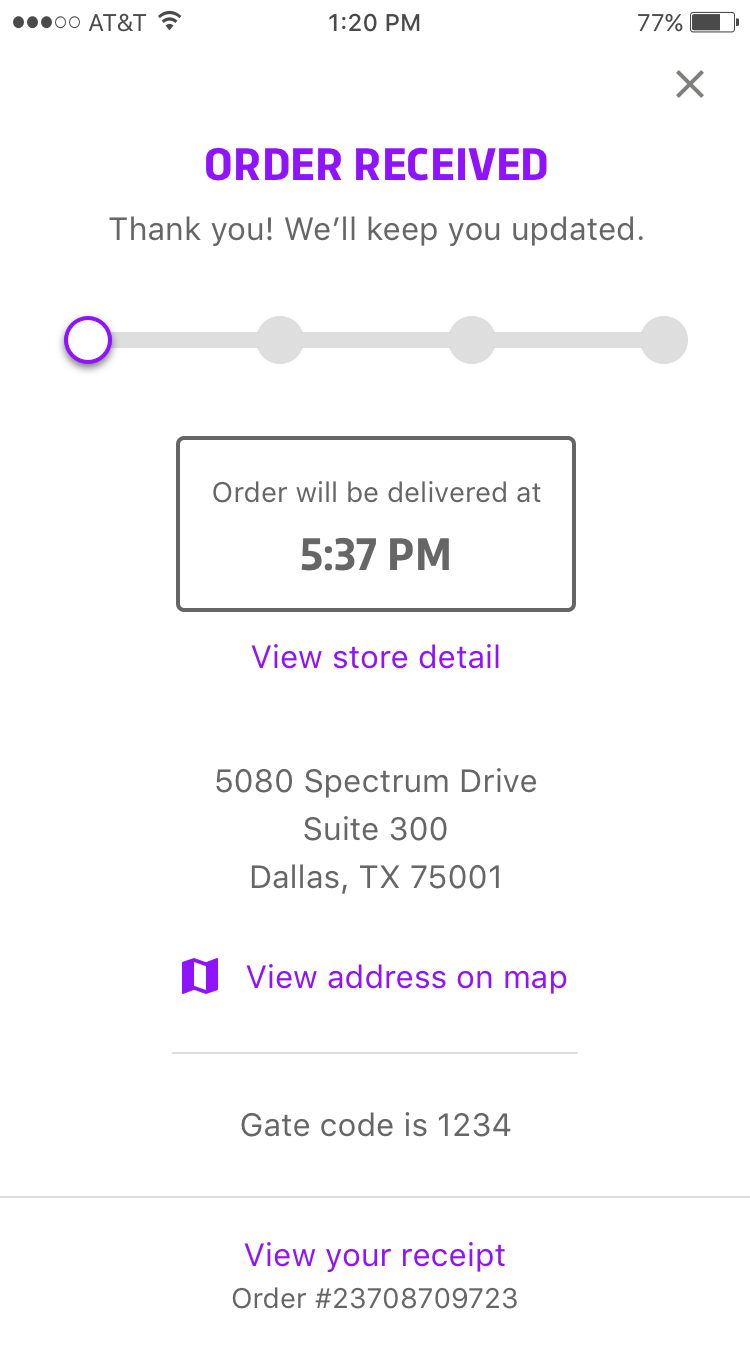 AT&T 1:20 PM 77%
ORDER RECEIVED
Thank you! We’ll keep you updated.
Order will be delivered at
5:37 PM
View store detail
5080 Spectrum Drive
Suite 300
Dallas, TX 75001
View address on map
Gate code is 1234
View your receipt
Order #23708709723